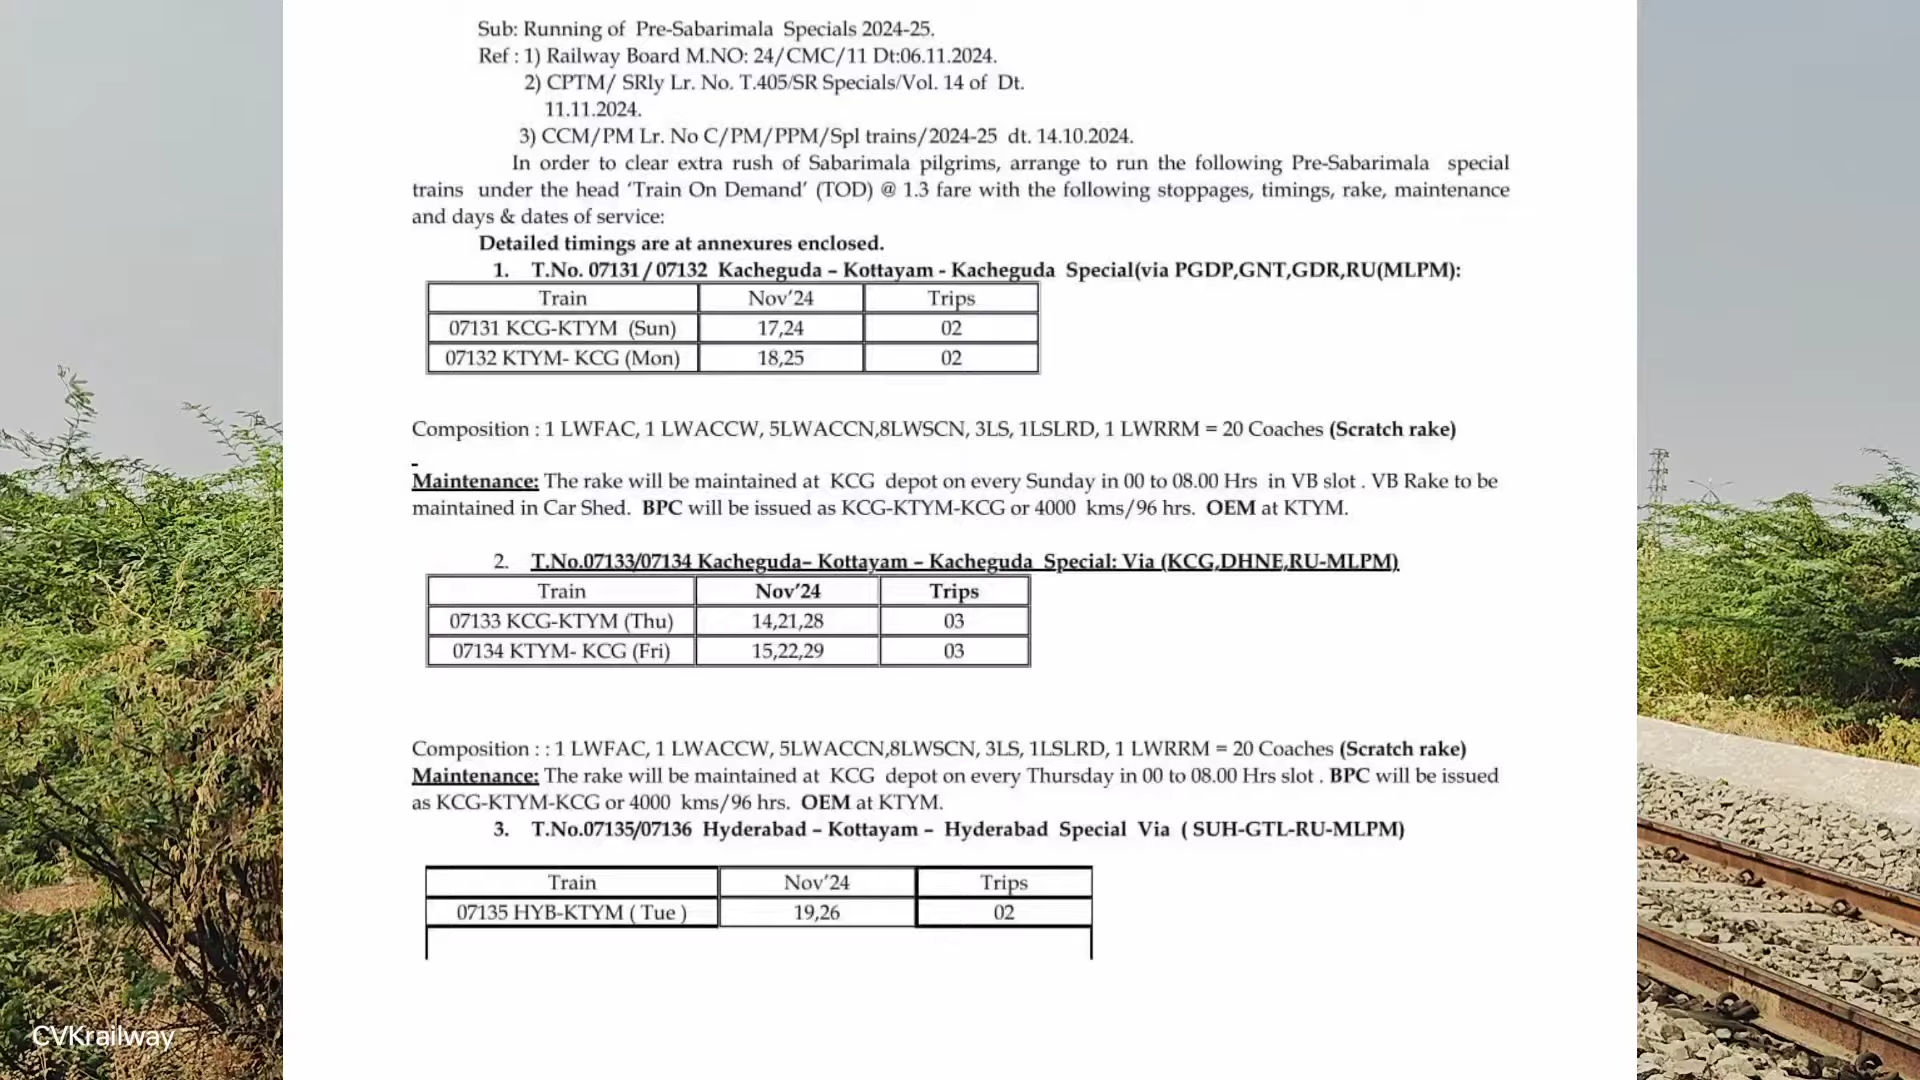 Sub: Running of Pre-Sabarimala Specials 2024-25.
Ref : 1) Railway Board M.NO: 24/CMC/11 Dt:06.11.2024.
2) CPTM/ SRly Lr. No. T.405/SR Specials/Vol. 14 of Dt.
11.11.2024.
3) CCM/PM Lr. No C/PM/PPM/Spl trains/2024-25 dt. 14.10.2024.
In order to clear extra rush of Sabarimala pilgrims, arrange to run the following Pre-Sabarimala special
trains under the head ‘Train On Demand’ (TOD) @ 1.3 fare with the following stoppages, timings, rake, maintenance
and days & dates of service:
Detailed timings are at annexures enclosed.
1. T.No. 07131/07132 Kacheguda – Kottayam - Kacheguda Special(via PGDP,GNT,GDR,RU(MLPM):
Train Nov’24 Trips
07131 KCG-KTYM (Sun) 17,24 02
07132 KTYM- KCG (Mon) 18,25 02
Composition : 1 LWFAC, 1 LWACCW, 5LWACCN,8LWSCN, 3LS, 1LSLRD, 1 LWRRM = 20 Coaches (Scratch rake)
Maintenance: The rake will be maintained at KCG depot on every Sunday in 00 to 08.00 Hrs in VB slot . VB Rake to be
maintained in Car Shed. BPC will be issued as KCG-KTYM-KCG or 4000 kms/96 hrs. OEM at KTYM.
2. T.No.07133/07134 Kacheguda– Kottayam – Kacheguda Special: Via (KCG,DHNE,RU-MLPM)
Train Nov’24 Trips
07133 KCG-KTYM (Thu) 14,21,28 03
07134 KTYM- KCG (Fri) 15,22,29 03
Composition : : 1 LWFAC, 1 LWACCW, 5LWACCN,8LWSCN, 3LS, 1LSLRD, 1 LWRRM = 20 Coaches (Scratch rake)
Maintenance: The rake will be maintained at KCG depot on every Thursday in 00 to 08.00 Hrs slot . BPC will be issued
as KCG-KTYM-KCG or 4000 kms/96 hrs. OEM at KTYM.
3. T.No.07135/07136 Hyderabad – Kottayam – Hyderabad Special Via ( SUH-GTL-RU-MLPM)
Train Nov’24 Trips
07135 HYB-KTYM ( Tue ) 19,26 02
CVKrailway